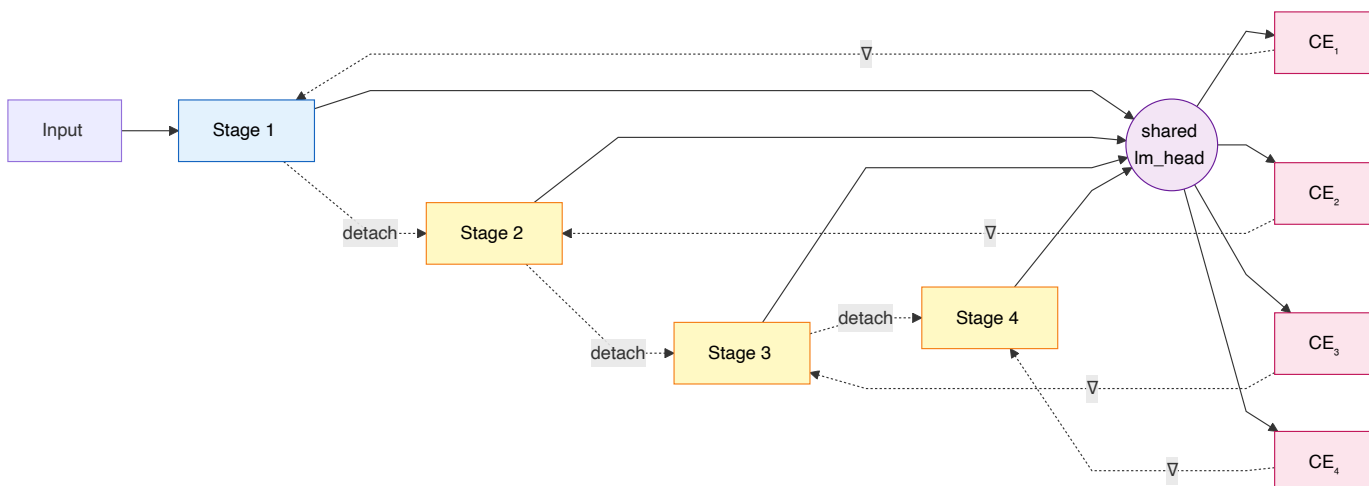 CE₁
∇
Input
Stage 1
shared
lm_head
CE₂
detach
Stage 2
∇
Stage 4
detach
CE₃
detach
Stage 3
∇
CE₄
∇